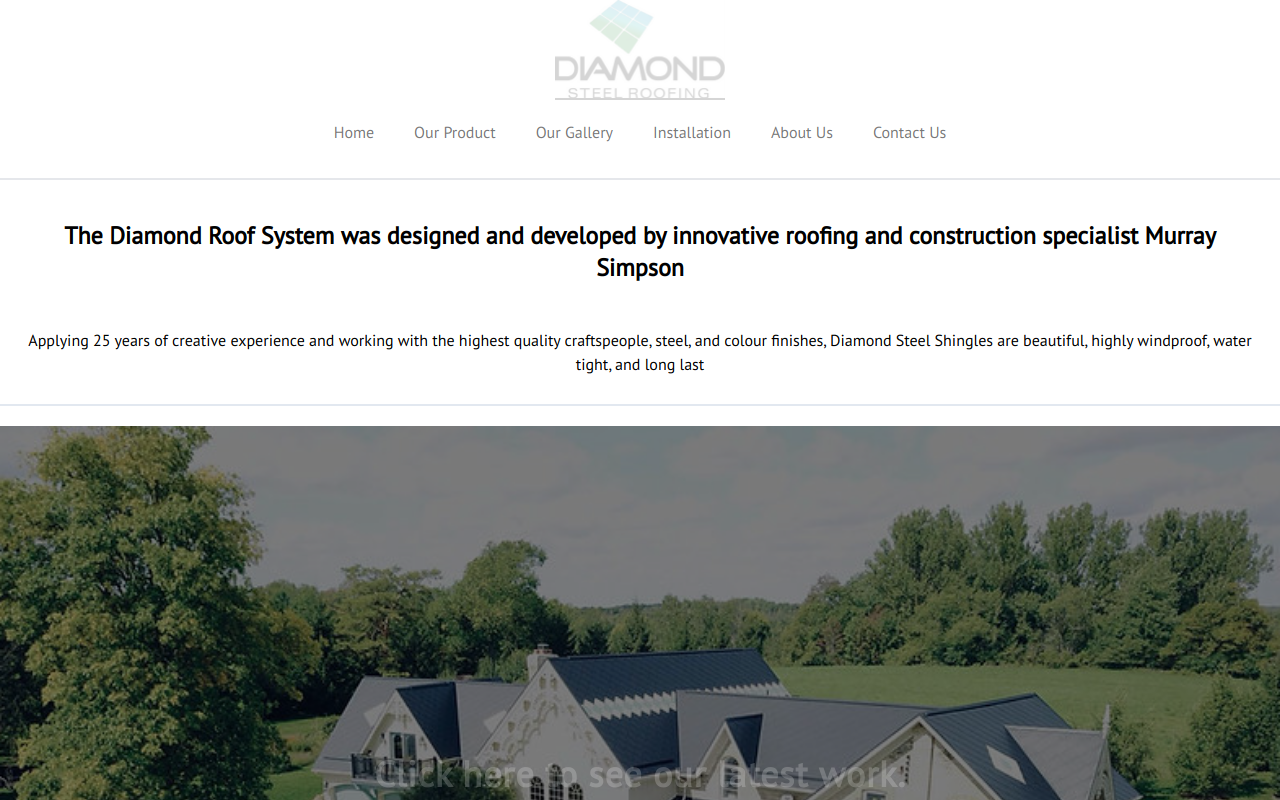 DIAMOND
STEEL ROOFING
Home Our Product Our Gallery Installation About Us Contact Us
The Diamond Roof System was designed and developed by innovative roofing and construction specialist Murray
Simpson
Applying 25 years of creative experience and working with the highest quality craftspeople, steel, and colour finishes, Diamond Steel Shingles are beautiful, highly windproof, water
tight, and long last
Click here to see our latest work.